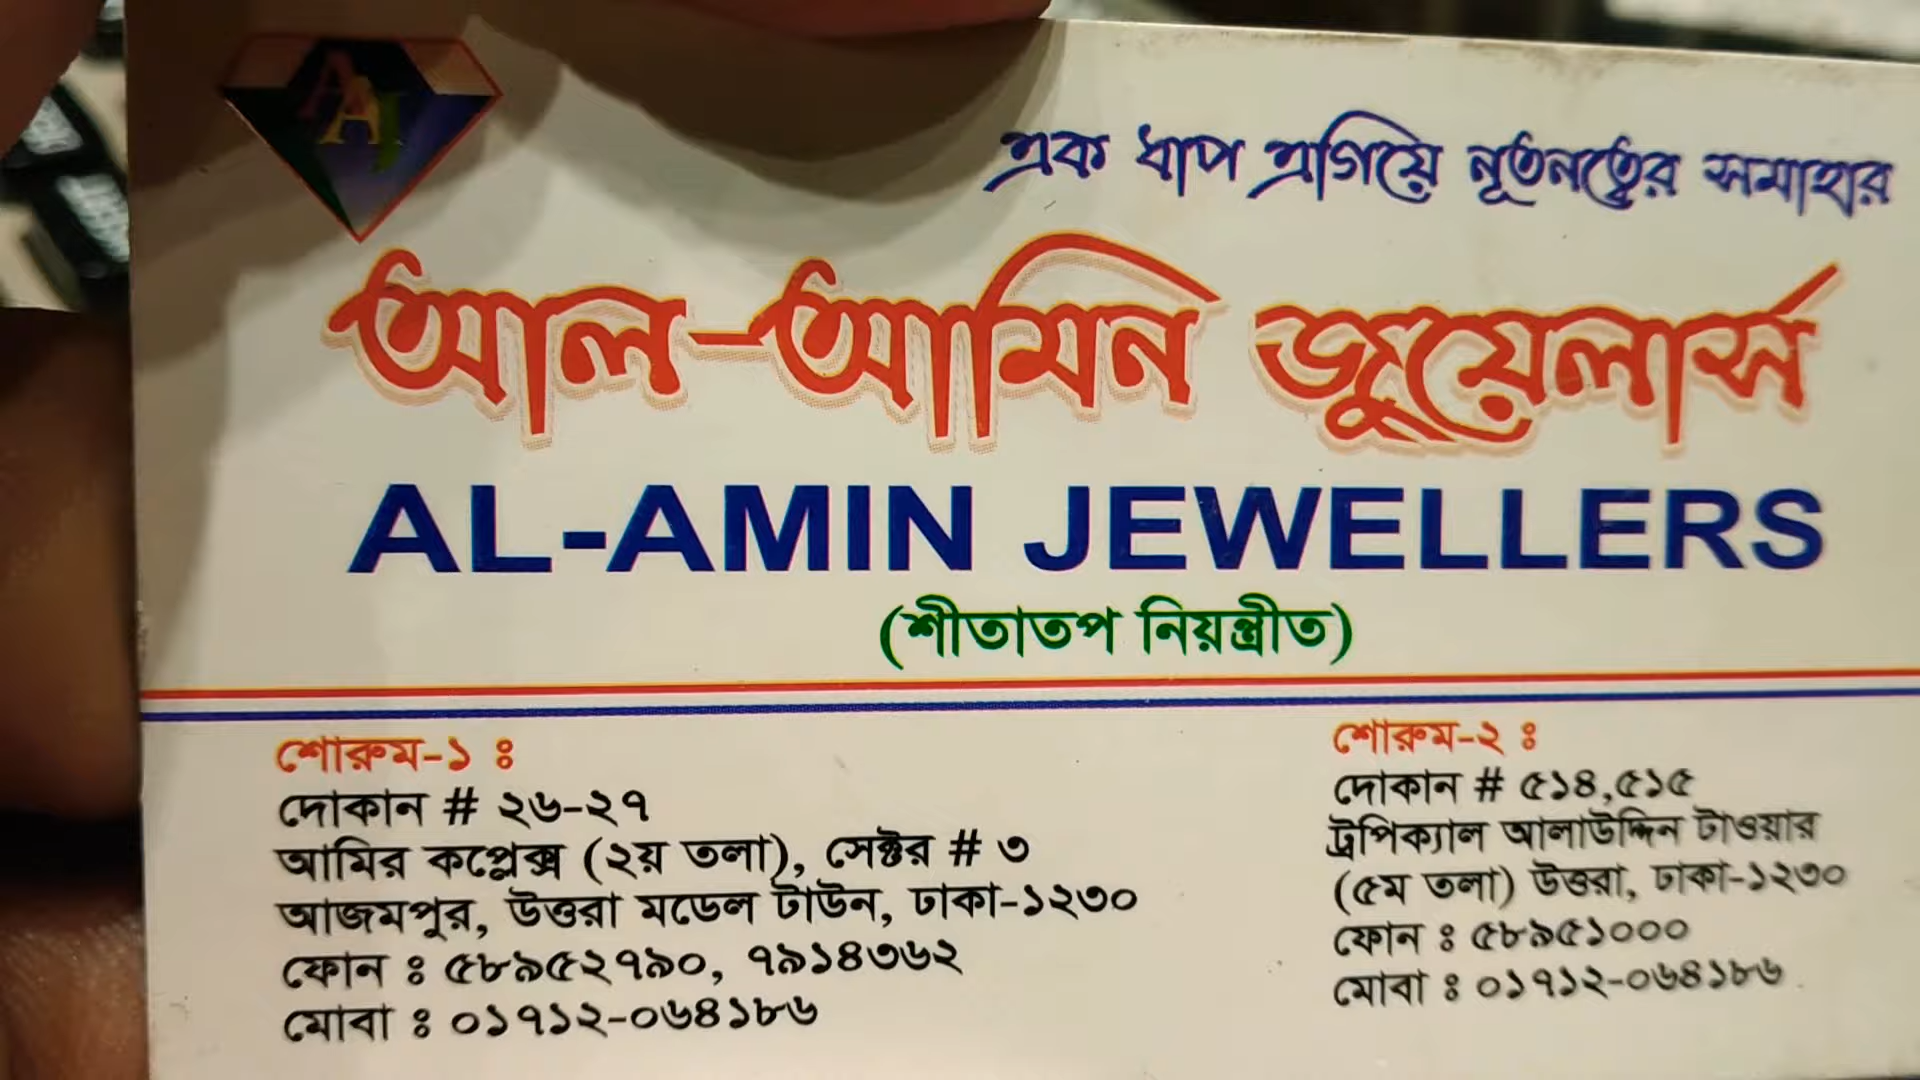 AAJ
এক ধাপ এগিয়ে নূতনত্বের সমাহার
আল-আমিন জুয়েলার্স
AL-AMIN JEWELLERS
(শীতাতপ নিয়ন্ত্রীত)
শোরুম-১ ঃ
দোকান # ২৬-২৭
আমির কপ্লেক্স (২য় তলা), সেক্টর # ৩
আজমপুর, উত্তরা মডেল টাউন, ঢাকা-১২৩০
ফোন ঃ ৫৮৯৫২৭৯০, ৭৯১৪৩৬২
মোবা ঃ ০১৭১২-০৬৪১৮৬
শোরুম-২ ঃ
দোকান # ৫১৪,৫১৫
ট্রপিক্যাল আলাউদ্দিন টাওয়ার
(৫ম তলা) উত্তরা, ঢাকা-১২৩০
ফোন ঃ ৫৮৯৫১০০০
মোবা ঃ ০১৭১২-০৬৪১৮৬